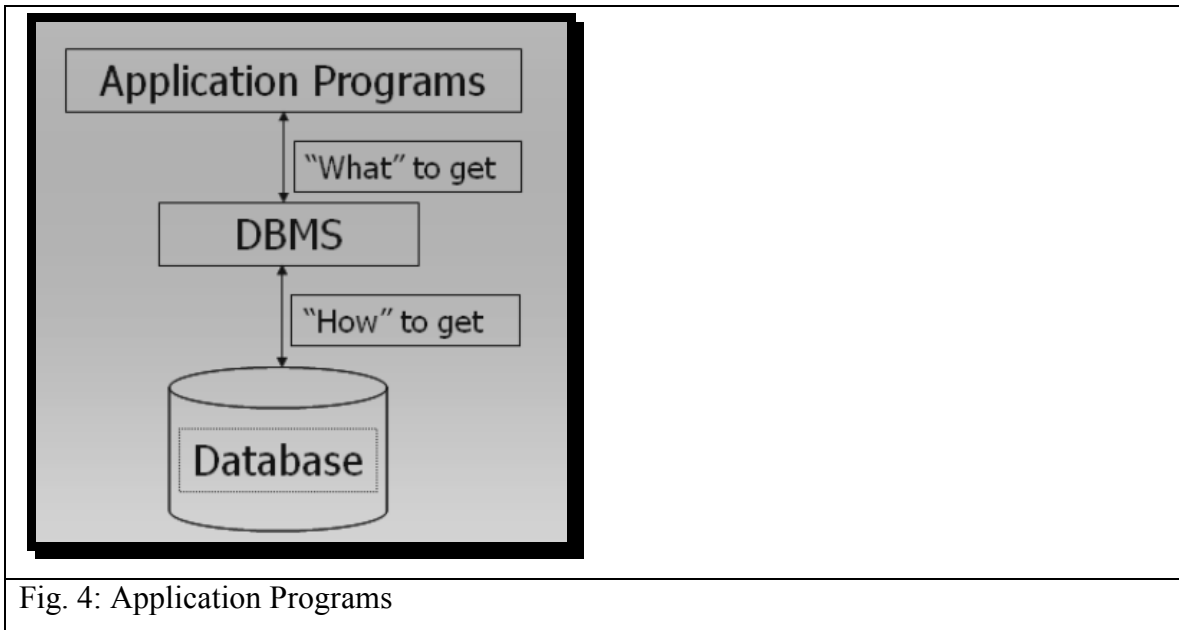 Application Programs
“What” to get
DBMS
“How” to get
Database
Fig. 4: Application Programs